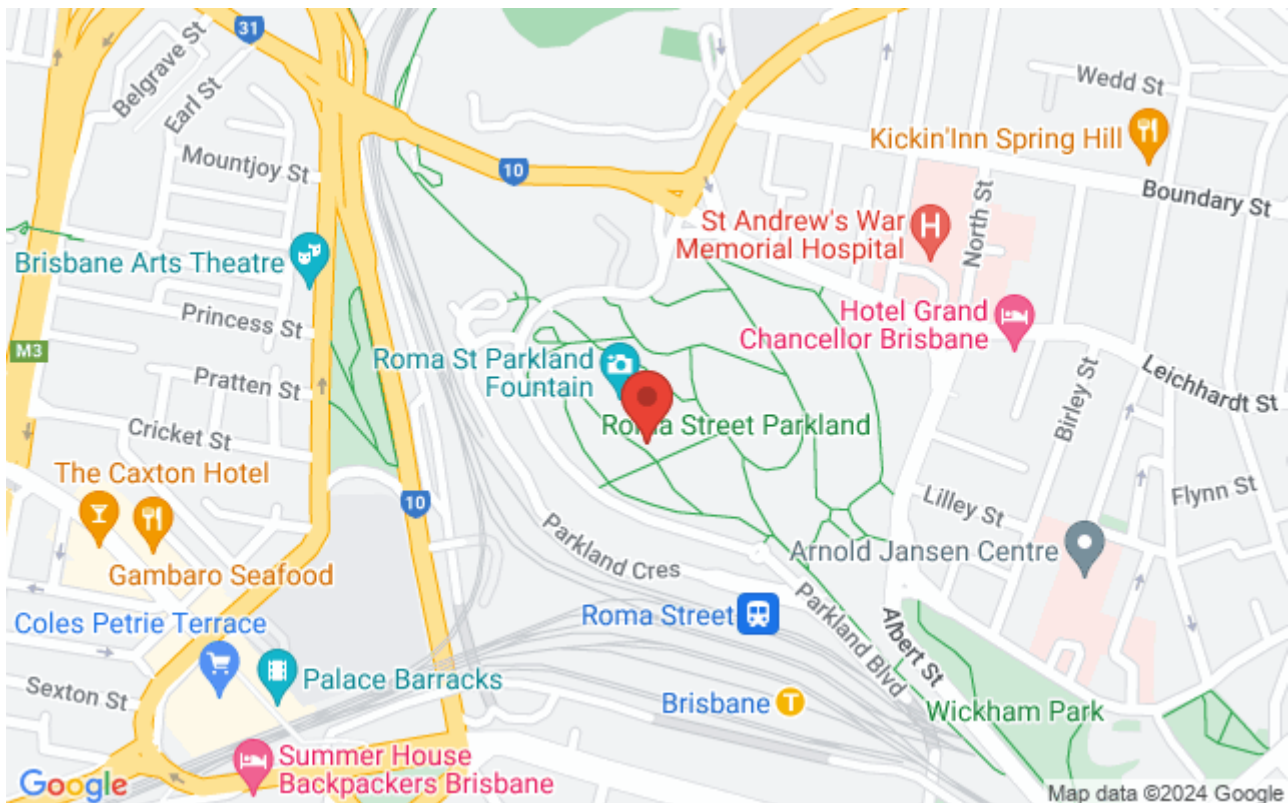 31
Belgrave St
Earl St
Wedd St
Kickin'Inn Spring Hill
Mountjoy St
10
Boundary St
North St
St Andrew's War
Memorial Hospital
Brisbane Arts Theatre
Hotel Grand
Chancellor Brisbane
Princess St
M3
Roma St Parkland
Fountain
Leichhardt St
Pratten St
Birley St
Roma Street Parkland
Cricket St
The Caxton Hotel
10
Lilley St
Flynn St
Parkland Cres
Arnold Jansen Centre
Gambaro Seafood
Roma Street
Parkland Blvd
Albert St
Coles Petrie Terrace
Palace Barracks
Sexton St
Brisbane
T
Wickham Park
Summer House
Backpackers Brisbane
Google
Map data ©2024 Google